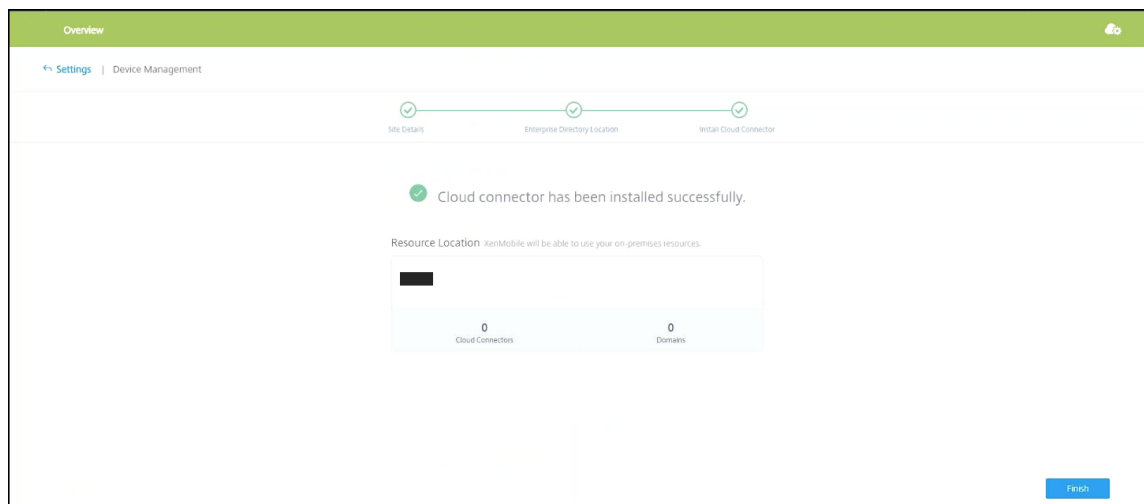 Overview
Settings | Device Management
Site Details
Enterprise Directory Location
Install Cloud Connector
Cloud connector has been installed successfully.
Resource Location XenMobile will be able to use your on-premises resources.
0
Cloud Connectors
0
Domains
Finish